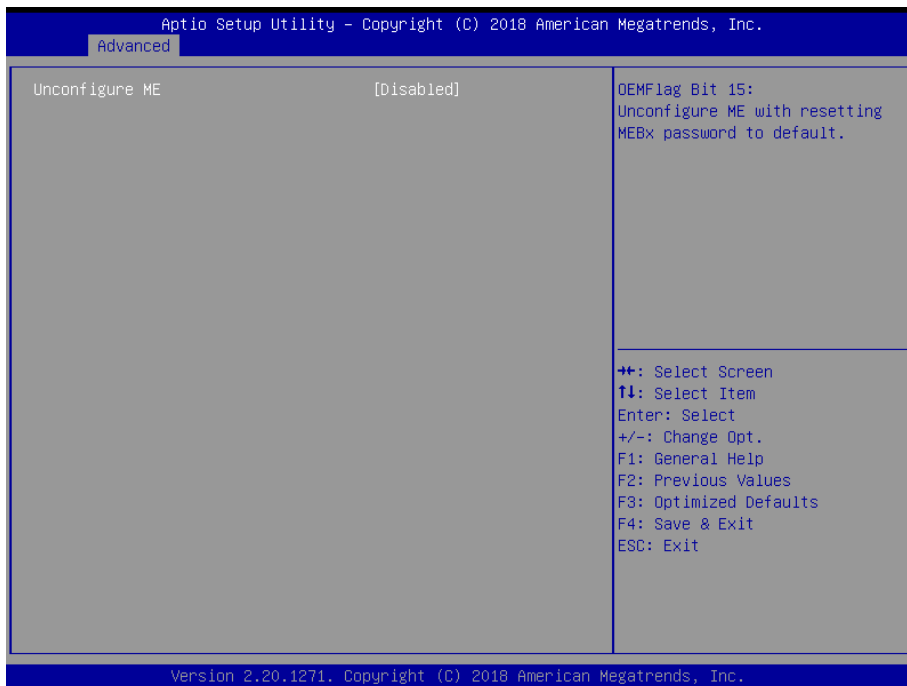 Aptio Setup Utility – Copyright (C) 2018 American Megatrends, Inc.
Advanced
Unconfigure ME [Disabled]
OEMFlag Bit 15:
Unconfigure ME with resetting
MEBx password to default.
→←: Select Screen
↑↓: Select Item
Enter: Select
+/-: Change Opt.
F1: General Help
F2: Previous Values
F3: Optimized Defaults
F4: Save & Exit
ESC: Exit
Version 2.20.1271. Copyright (C) 2018 American Megatrends, Inc.